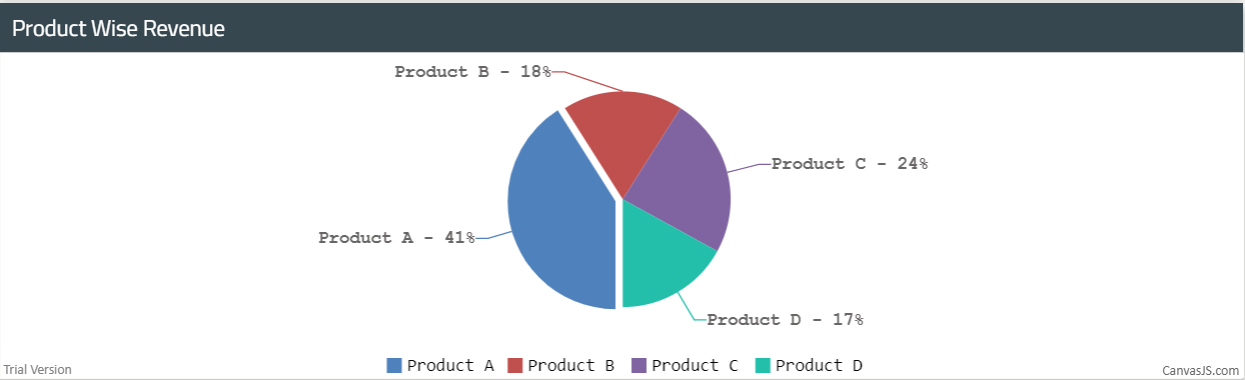 Product Wise Revenue
Product B - 18%
Product C - 24%
Product A - 41%
Product D - 17%
Product A Product B Product C Product D
Trial Version CanvasJS.com